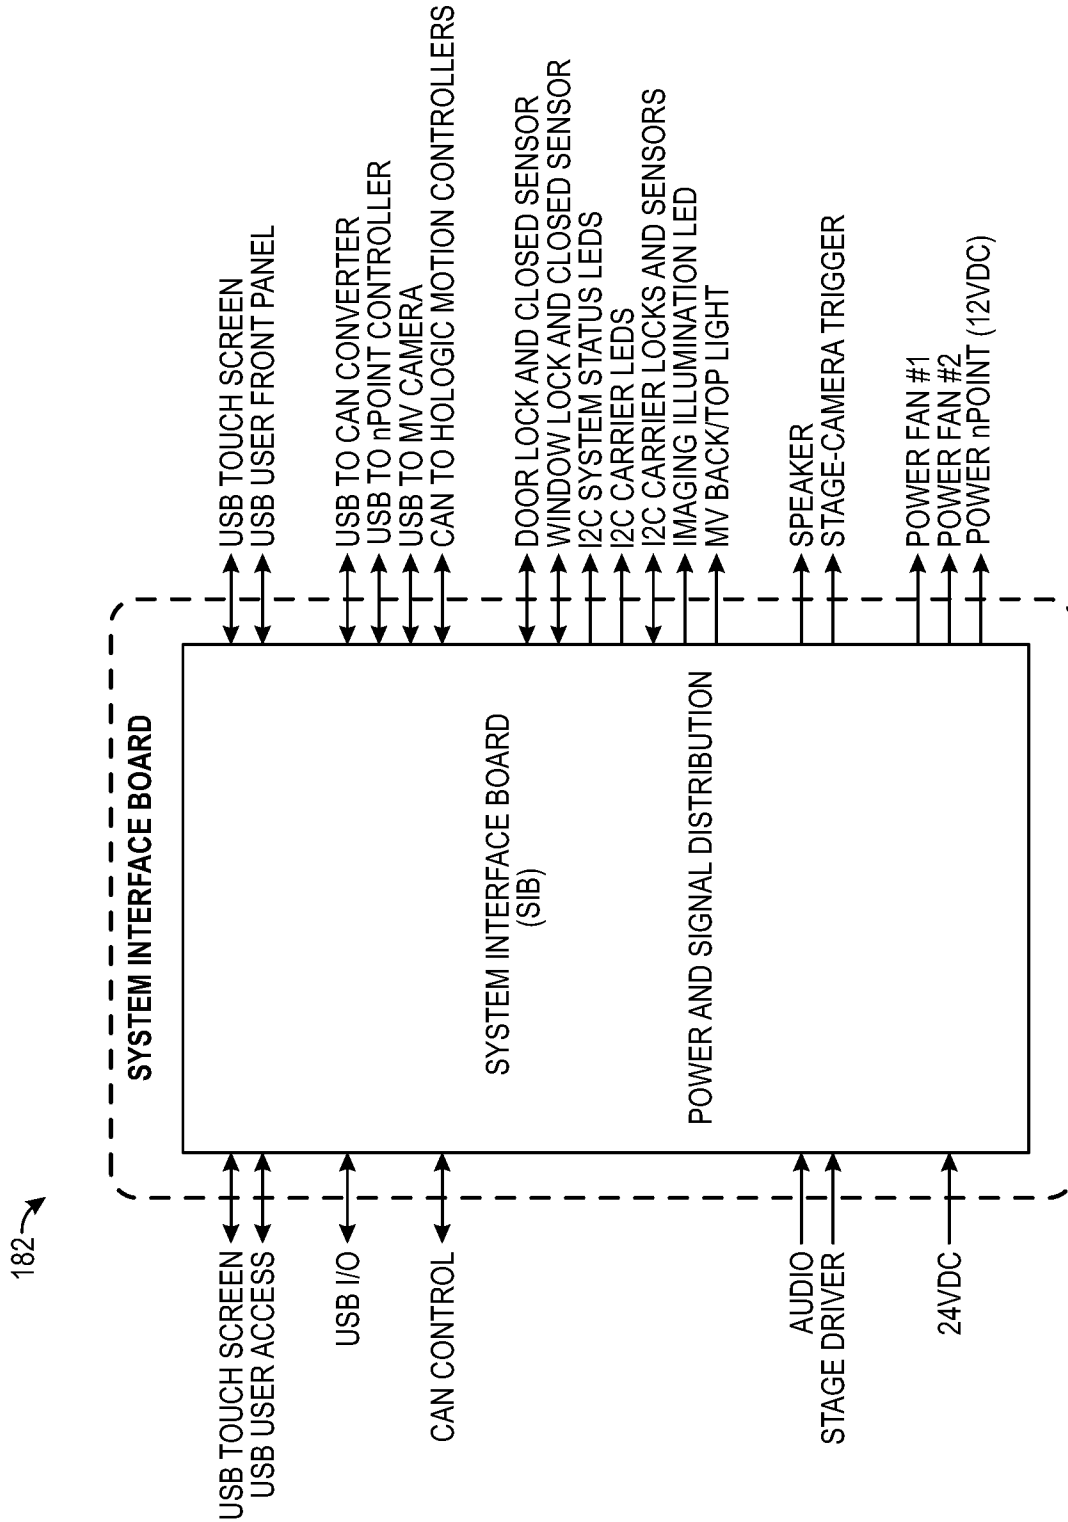 182
SYSTEM INTERFACE BOARD
USB TOUCH SCREEN
USB USER ACCESS
USB I/O
CAN CONTROL
AUDIO
STAGE DRIVER
24VDC
SYSTEM INTERFACE BOARD
(SIB)
POWER AND SIGNAL DISTRIBUTION
USB TOUCH SCREEN
USB USER FRONT PANEL
USB TO CAN CONVERTER
USB TO nPOINT CONTROLLER
USB TO MV CAMERA
CAN TO HOLOGIC MOTION CONTROLLERS
DOOR LOCK AND CLOSED SENSOR
WINDOW LOCK AND CLOSED SENSOR
I2C SYSTEM STATUS LEDS
I2C CARRIER LEDS
I2C CARRIER LOCKS AND SENSORS
IMAGING ILLUMINATION LED
MV BACK/TOP LIGHT
SPEAKER
STAGE-CAMERA TRIGGER
POWER FAN #1
POWER FAN #2
POWER nPOINT (12VDC)